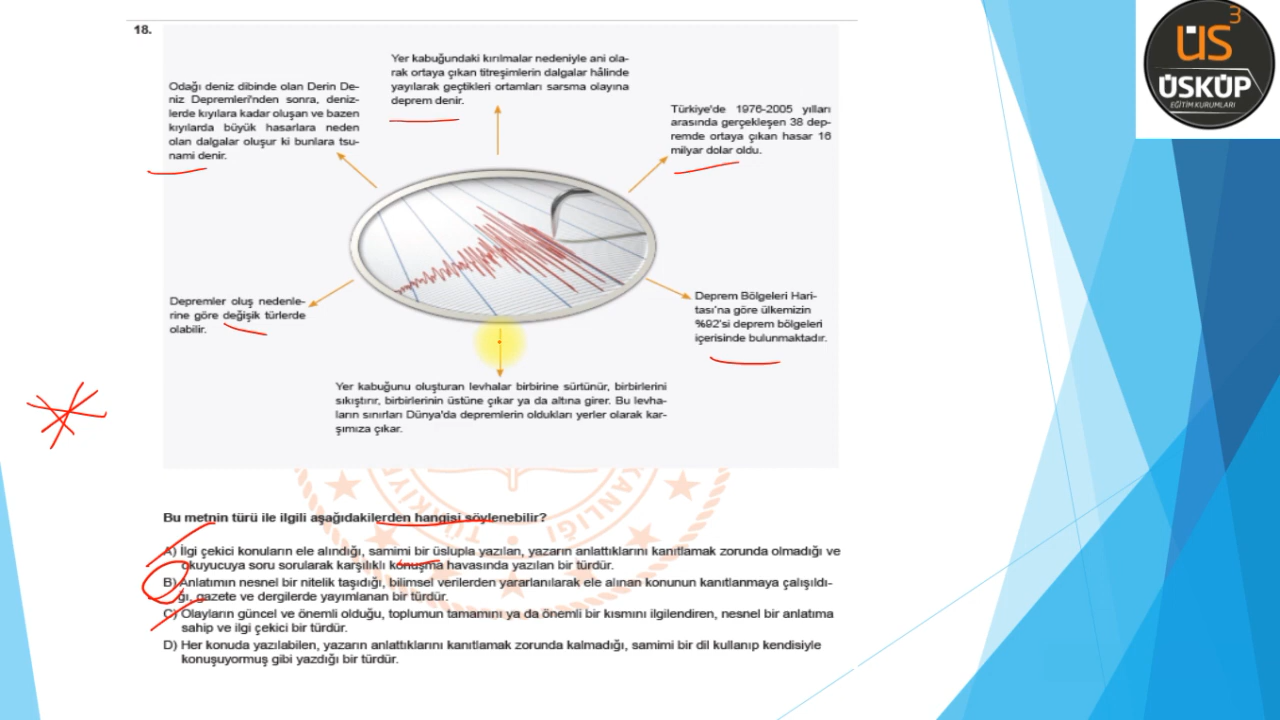 18.
Yer kabuğundaki kırılmalar nedeniyle ani ola-
rak ortaya çıkan titreşimlerin dalgalar hâlinde
yayılarak geçtikleri ortamları sarsma olayına
deprem denir.
Odağı deniz dibinde olan Derin De-
niz Depremleri'nden sonra, deniz-
lerde kıyılara kadar oluşan ve bazen
kıyılarda büyük hasarlara neden
olan dalgalar oluşur ki bunlara tsu-
nami denir.
Türkiye'de 1976-2005 yılları
arasında gerçekleşen 38 dep-
remde ortaya çıkan hasar 16
milyar dolar oldu.
Depremler oluş nedenle-
rine göre değişik türlerde
olabilir.
Deprem Bölgeleri Hari-
tası'na göre ülkemizin
%92'si deprem bölgeleri
içerisinde bulunmaktadır.
Yer kabuğunu oluşturan levhalar birbirine sürtünür, birbirlerini
sıkıştırır, birbirlerinin üstüne çıkar ya da altına girer. Bu levha-
ların sınırları Dünya'da depremlerin oldukları yerler olarak kar-
şımıza çıkar.
Bu metnin türü ile ilgili aşağıdakilerden hangisi söylenebilir?
A) İlgi çekici konuların ele alındığı, samimi bir üslupla yazılan, yazarın anlattıklarını kanıtlamak zorunda olmadığı ve
okuyucuya soru sorularak karşılıklı konuşma havasında yazılan bir türdür.
B) Anlatımın nesnel bir nitelik taşıdığı, bilimsel verilerden yararlanılarak ele alınan konunun kanıtlanmaya çalışıldı-
ğı, gazete ve dergilerde yayımlanan bir türdür.
C) Olayların güncel ve önemli olduğu, toplumun tamamını ya da önemli bir kısmını ilgilendiren, nesnel bir anlatıma
sahip ve ilgi çekici bir türdür.
D) Her konuda yazılabilen, yazarın anlattıklarını kanıtlamak zorunda kalmadığı, samimi bir dil kullanıp kendisiyle
konuşuyormuş gibi yazdığı bir türdür.
üs3
ÜSKÜP
EĞİTİM KURUMLARI